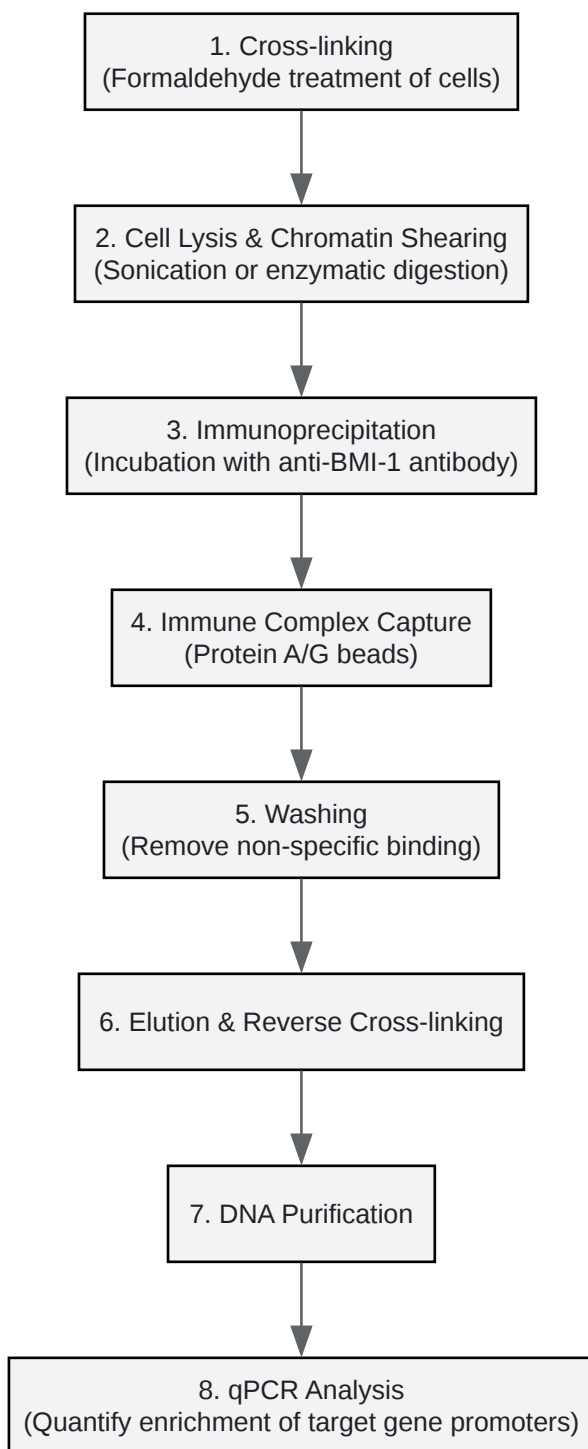 1. Cross-linking
(Formaldehyde treatment of cells)
2. Cell Lysis & Chromatin Shearing
(Sonication or enzymatic digestion)
3. Immunoprecipitation
(Incubation with anti-BMI-1 antibody)
4. Immune Complex Capture
(Protein A/G beads)
5. Washing
(Remove non-specific binding)
6. Elution & Reverse Cross-linking
7. DNA Purification
8. qPCR Analysis
(Quantify enrichment of target gene promoters)